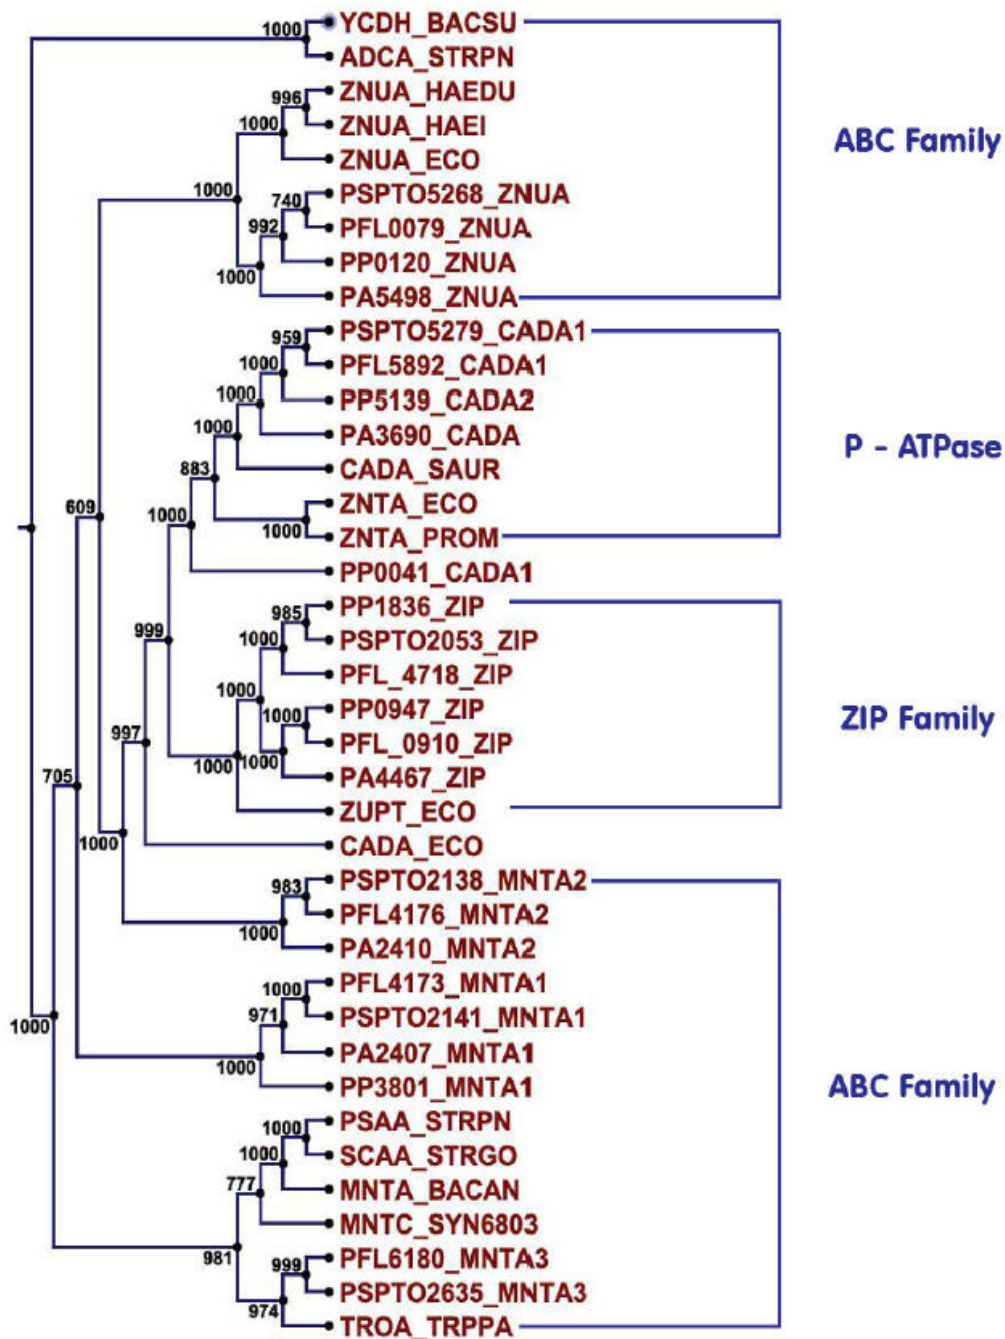 1000
YCDH_BACSU
ADCA_STRPN
996
ZNUA_HAEDU
1000
ZNUA_HAEI
ABC Family
ZNUA_ECO
1000
740
PSPTO5268_ZNUA
992
PFL0079_ZNUA
PP0120_ZNUA
1000
PA5498_ZNUA
959
PSPTO5279_CADA1
1000
PFL5892_CADA1
1000
PP5139_CADA2
1000
PA3690_CADA
P - ATPase
883
CADA_SAUR
609
1000
ZNTA_ECO
1000
ZNTA_PROM
PP0041_CADA1
985
PP1836_ZIP
999
1000
PSPTO2053_ZIP
1000
PFL_4718_ZIP
1000
PP0947_ZIP
ZIP Family
997
PFL_0910_ZIP
1000
1000
705
PA4467_ZIP
ZUPT_ECO
1000
CADA_ECO
983
PSPTO2138_MNTA2
PFL4176_MNTA2
1000
PA2410_MNTA2
1000
PFL4173_MNTA1
971
PSPTO2141_MNTA1
1000
PA2407_MNTA1
1000
PP3801_MNTA1
ABC Family
1000
PSAA_STRPN
1000
SCAA_STRGO
777
MNTA_BACAN
MNTC_SYN6803
981
999
PFL6180_MNTA3
PSPTO2635_MNTA3
974
TROA_TRPPA